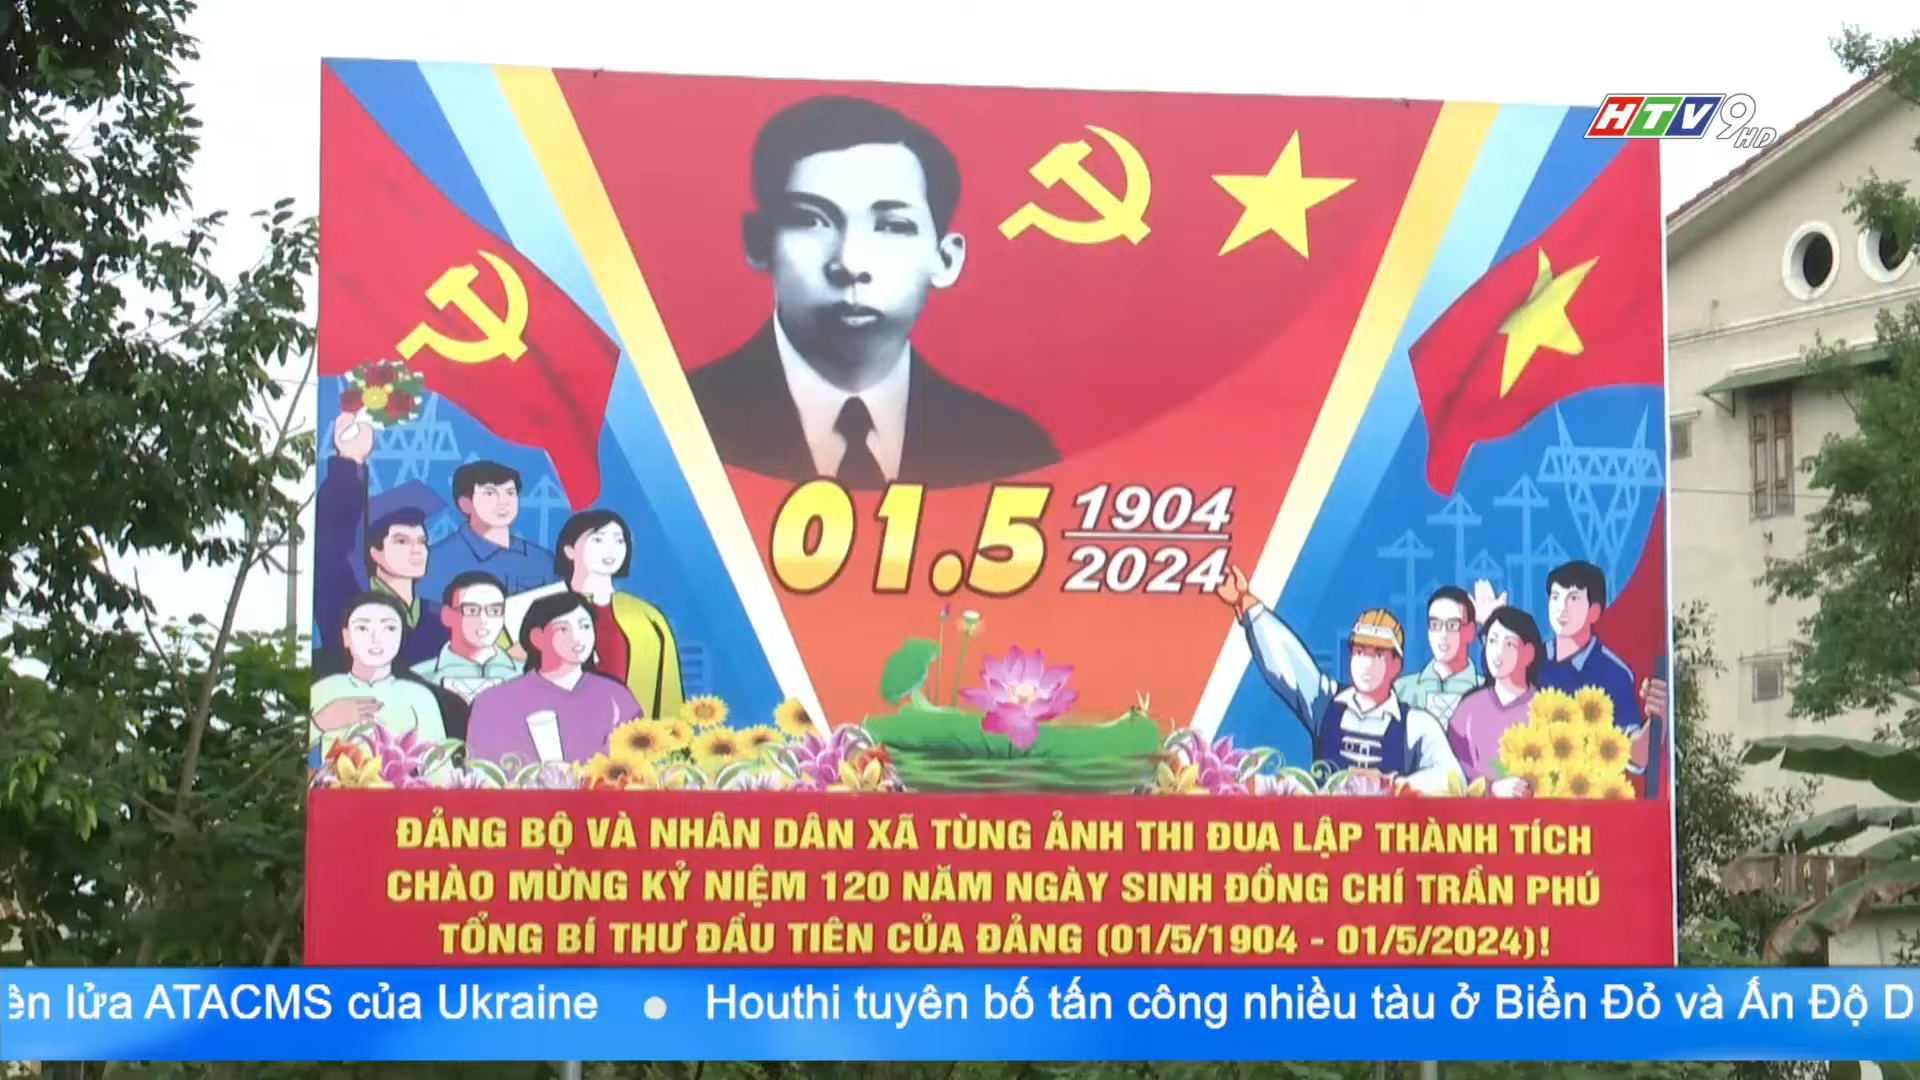 HTV9 HD
01.5 1904
2024
ĐẢNG BỘ VÀ NHÂN DÂN XÃ TÙNG ẢNH THI ĐUA LẬP THÀNH TÍCH
CHÀO MỪNG KỶ NIỆM 120 NĂM NGÀY SINH ĐỒNG CHÍ TRẦN PHÚ
TỔNG BÍ THƯ ĐẦU TIÊN CỦA ĐẢNG (01/5/1904 - 01/5/2024)!
lửa ATACMS của Ukraine ● Houthi tuyên bố tấn công nhiều tàu ở Biển Đỏ và Ấn Độ D